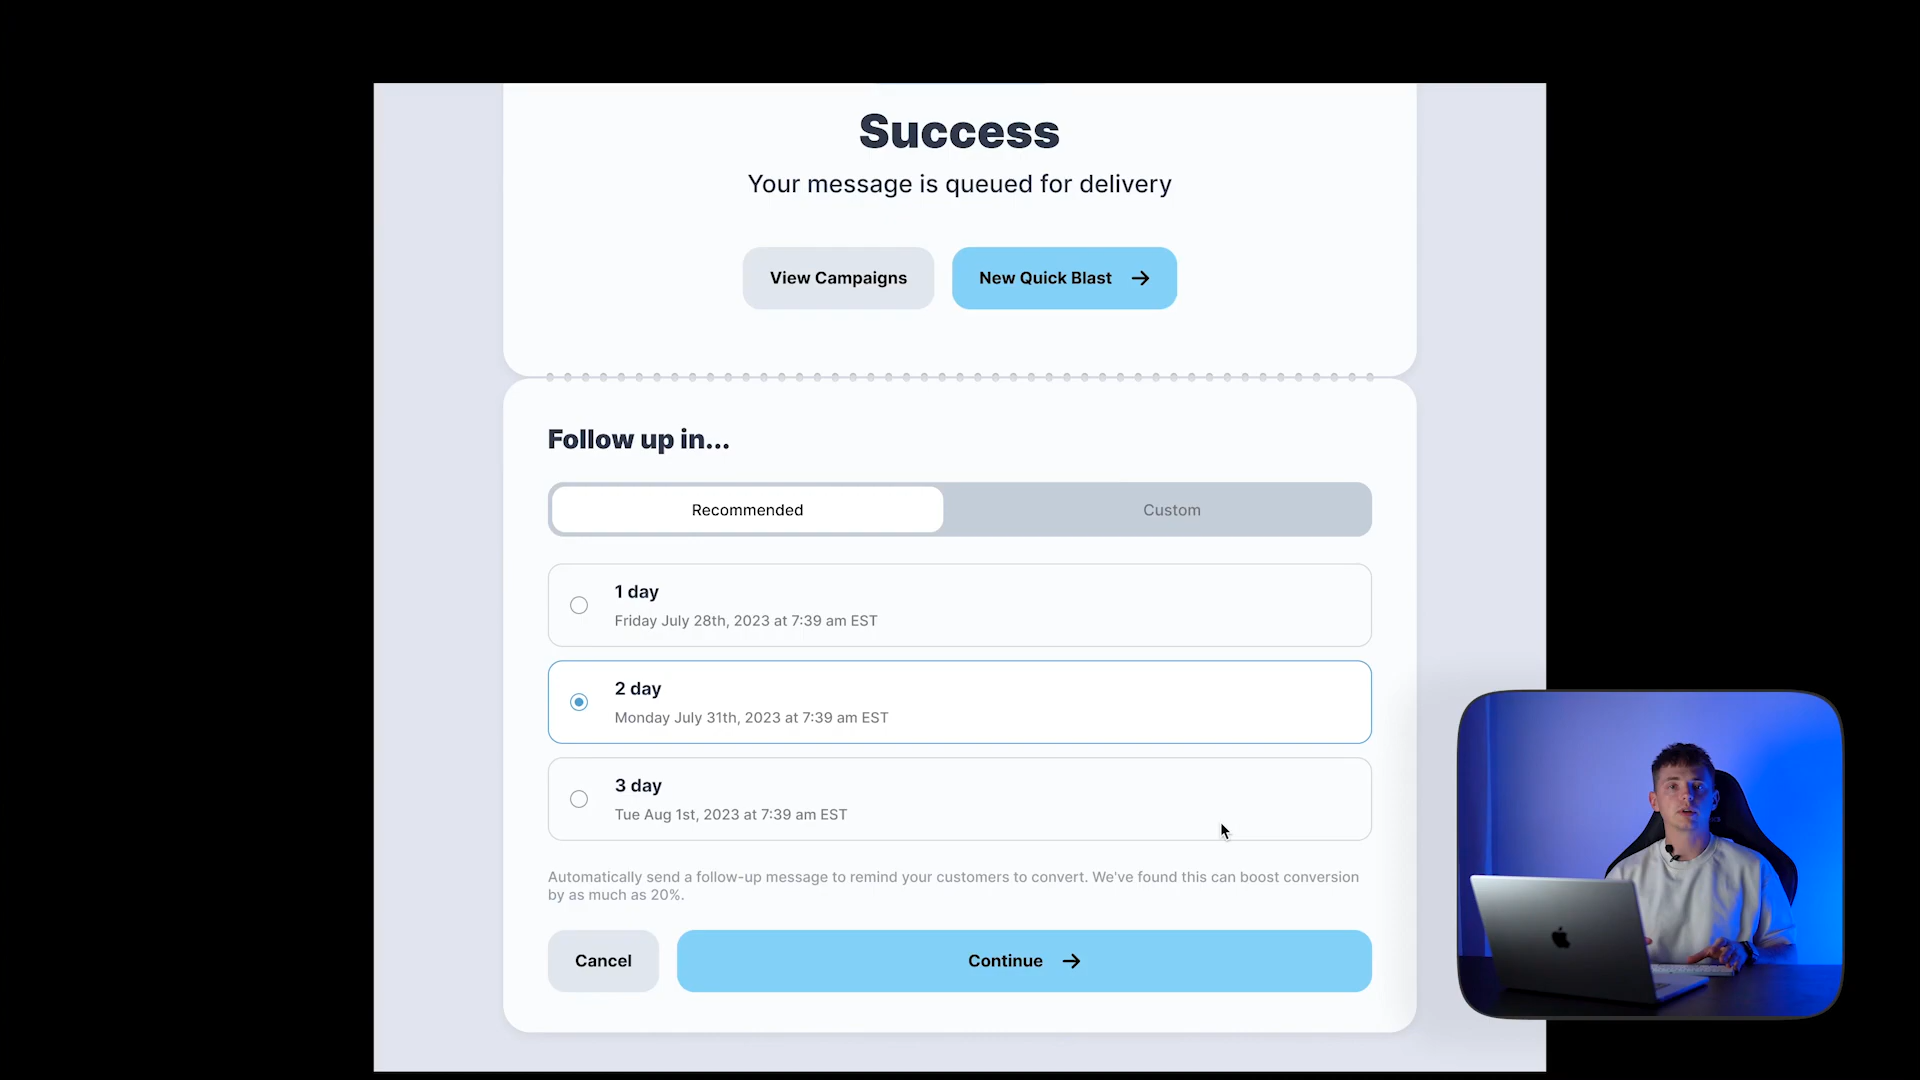 Success
Your message is queued for delivery
View Campaigns
New Quick Blast
Follow up in...
Recommended
Custom
1 day
Friday July 28th, 2023 at 7:39 am EST
2 day
Monday July 31th, 2023 at 7:39 am EST
3 day
Tue Aug 1st, 2023 at 7:39 am EST
Automatically send a follow-up message to remind your customers to convert. We've found this can boost conversion
by as much as 20%.
Cancel
Continue